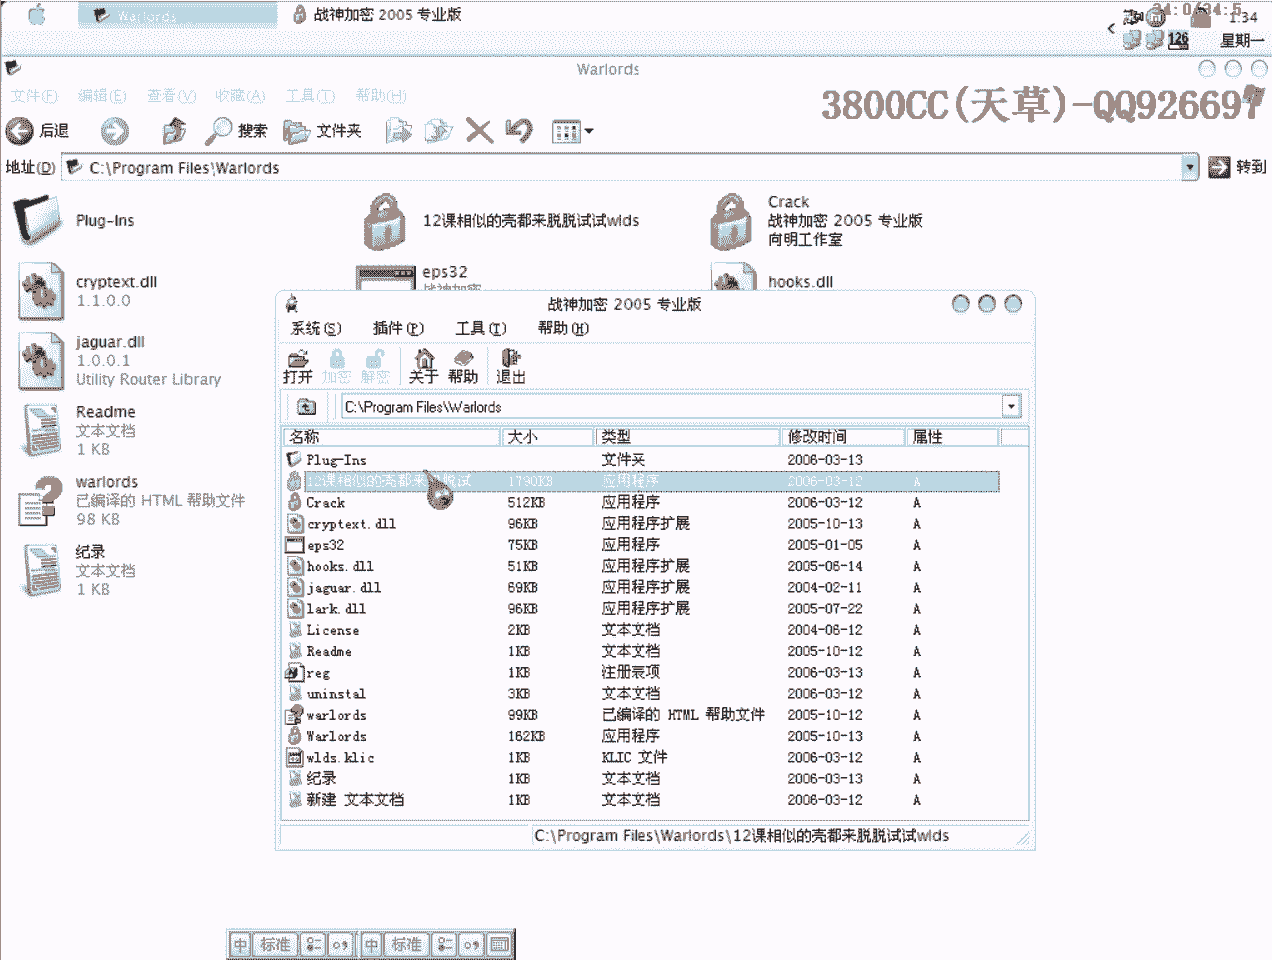 Warlords
战神加密 2005 专业版
34:0/34:5
1:34
126
星期一
Warlords
文件(F) 编辑(E) 查看(V) 收藏(A) 工具(T) 帮助(H)
3800CC(天草)-QQ926697
后退 搜索 文件夹
地址(D) C:\Program Files\Warlords 转到
Plug-Ins
12课相似的壳都来脱脱试试wlds
Crack
战神加密 2005 专业版
向明工作室
cryptext.dll
1.1.0.0
eps32
战神加密
hooks.dll
jaguar.dll
1.0.0.1
Utility Router Library
Readme
文本文档
1 KB
warlords
已编译的 HTML 帮助文件
98 KB
纪录
文本文档
1 KB
战神加密 2005 专业版
系统(S) 插件(P) 工具(T) 帮助(H)
打开 加密 解密 关于 帮助 退出
C:\Program Files\Warlords
名称 大小 类型 修改时间 属性
Plug-Ins 文件夹 2006-03-13
12课相似的壳都来脱脱试 1790KB 应用程序 2006-03-12 A
Crack 512KB 应用程序 2006-03-12 A
cryptext.dll 96KB 应用程序扩展 2005-10-13 A
eps32 75KB 应用程序 2005-01-05 A
hooks.dll 51KB 应用程序扩展 2005-06-14 A
jaguar.dll 69KB 应用程序扩展 2004-02-11 A
lark.dll 96KB 应用程序扩展 2005-07-22 A
License 2KB 文本文档 2004-06-12 A
Readme 1KB 文本文档 2005-10-12 A
reg 1KB 注册表项 2006-03-13 A
uninstal 3KB 文本文档 2006-03-12 A
warlords 99KB 已编译的 HTML 帮助文件 2005-10-12 A
Warlords 162KB 应用程序 2005-10-13 A
wlds.klic 1KB KLIC 文件 2006-03-12 A
纪录 1KB 文本文档 2006-03-13 A
新建 文本文档 1KB 文本文档 2006-03-12 A
C:\Program Files\Warlords\12课相似的壳都来脱脱试试wlds
中 标准 中 标准